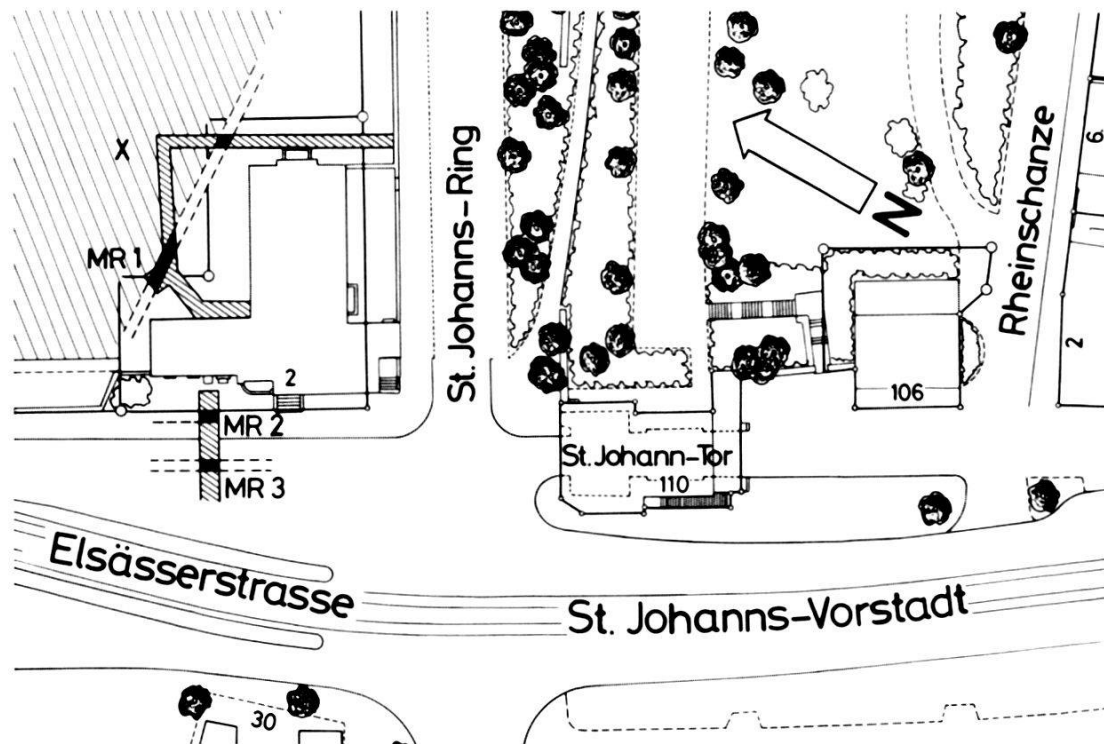 X
MR 1
2
MR 2
MR 3
St. Johanns-Ring
N
Rheinschanze
6
2
106
St. Johann-Tor
110
Elsässerstrasse
St. Johanns-Vorstadt
30